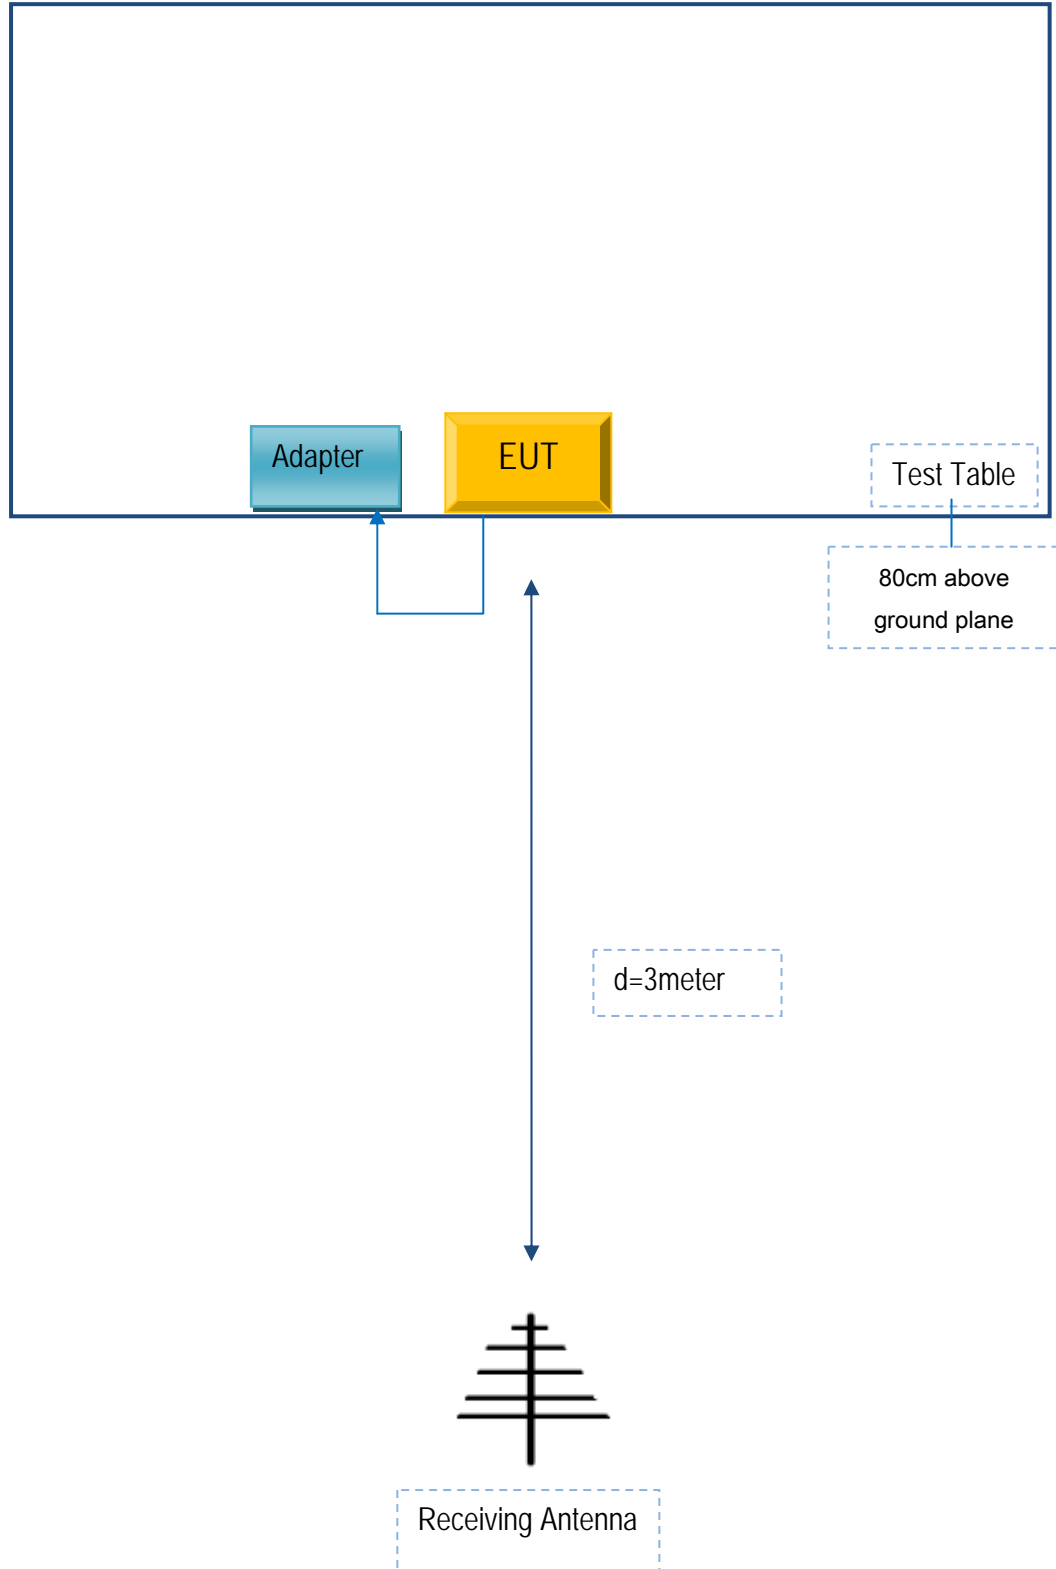 Adapter
EUT
Test Table
80cm above
ground plane
d=3meter
Receiving Antenna